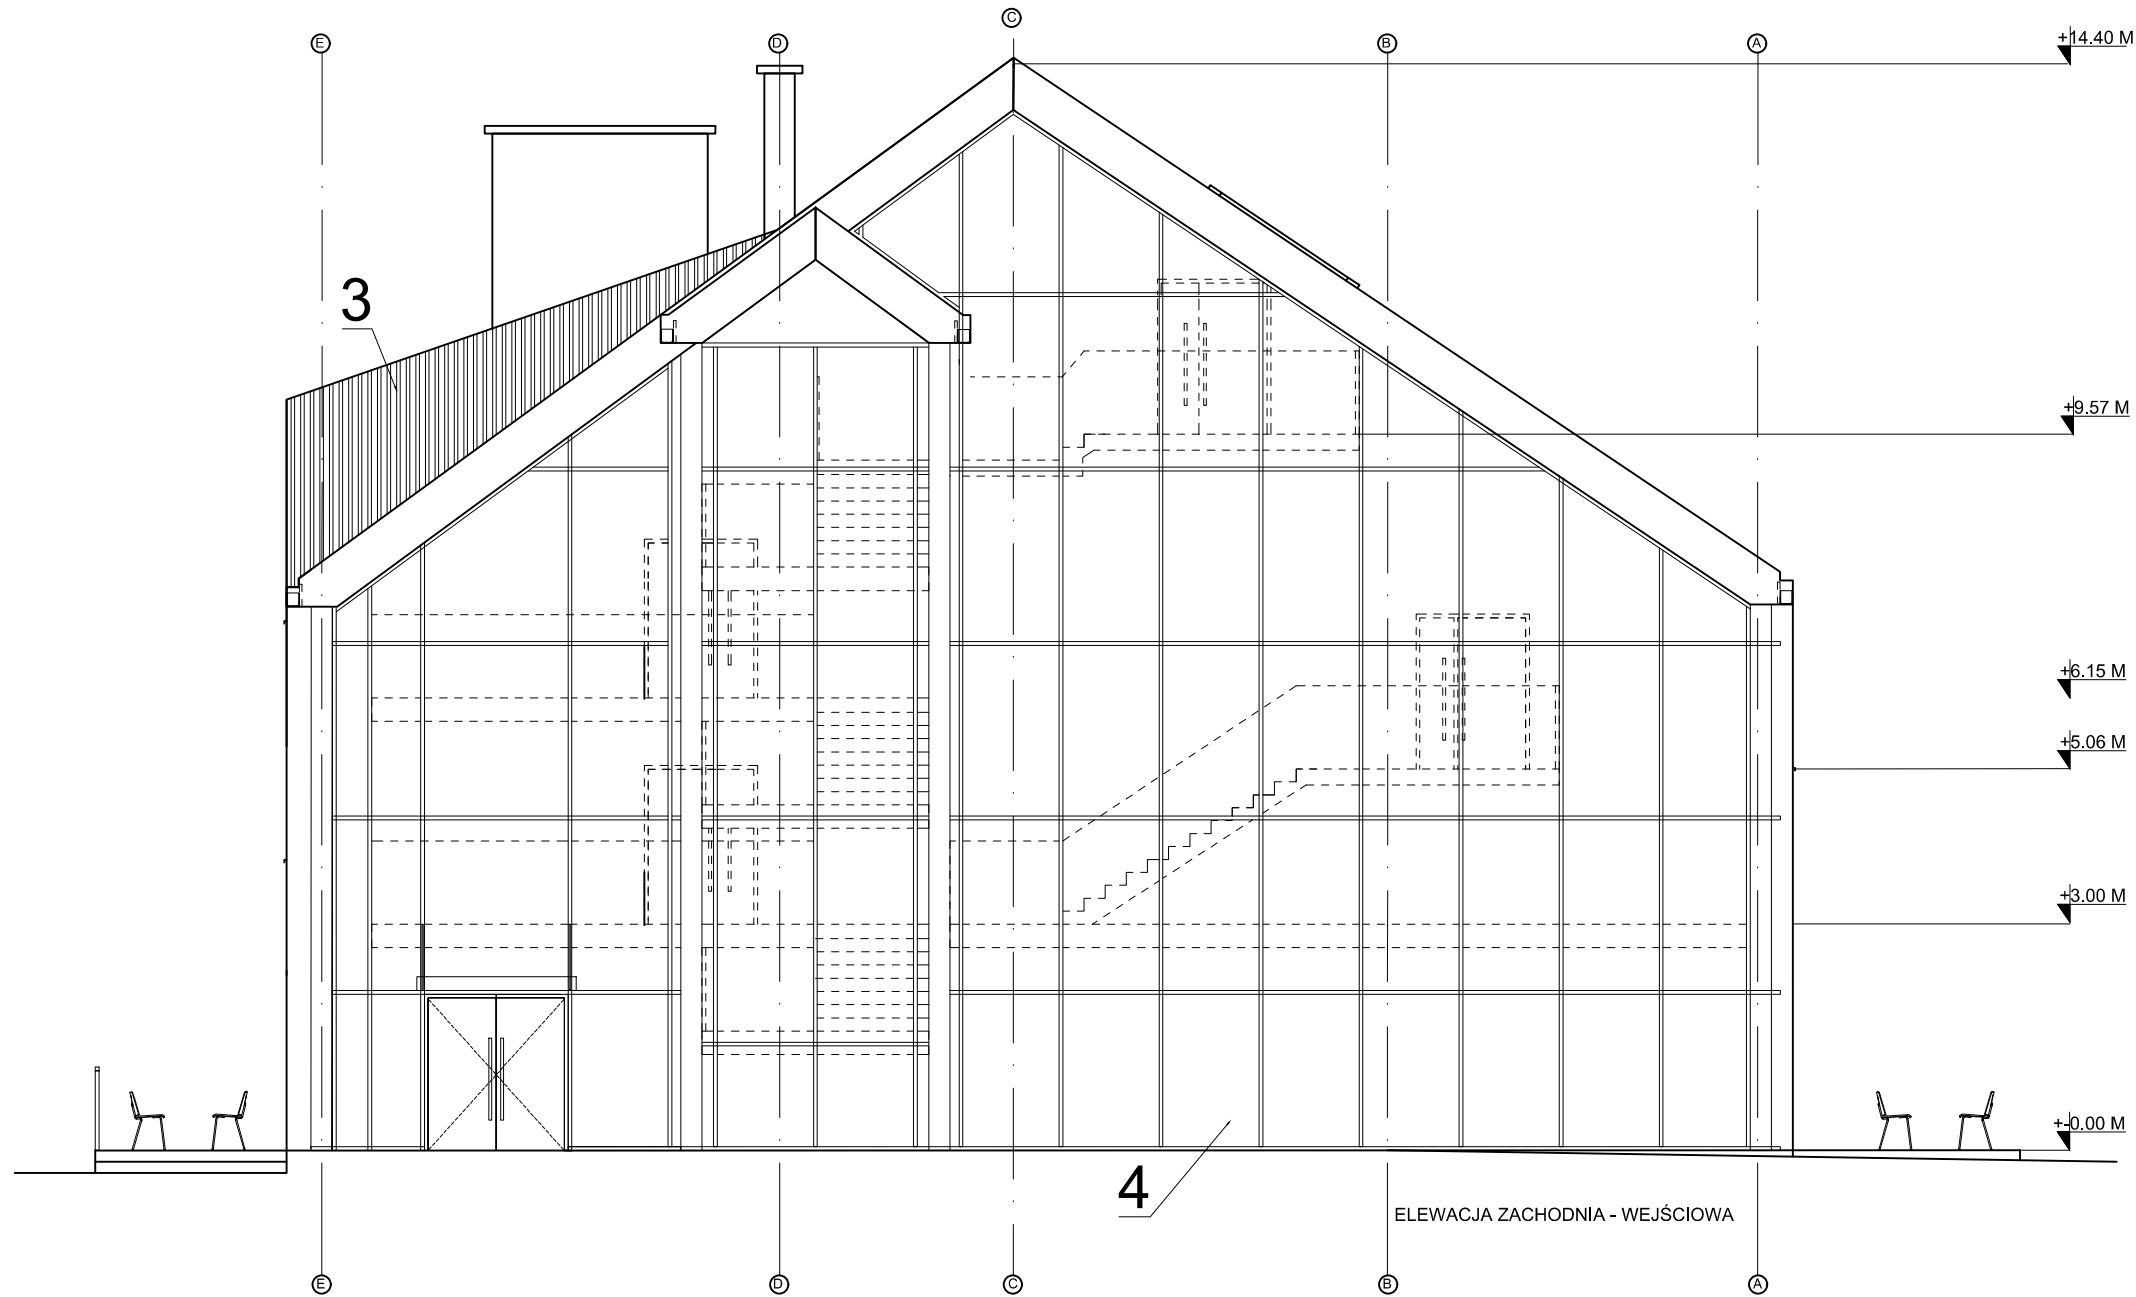 C
E
D
B
A
+14.40 M
3
+9.57 M
+6.15 M
+5.06 M
+3.00 M
+-0.00 M
4
ELEWACJA ZACHODNIA - WEJŚCIOWA
E
D
C
B
A